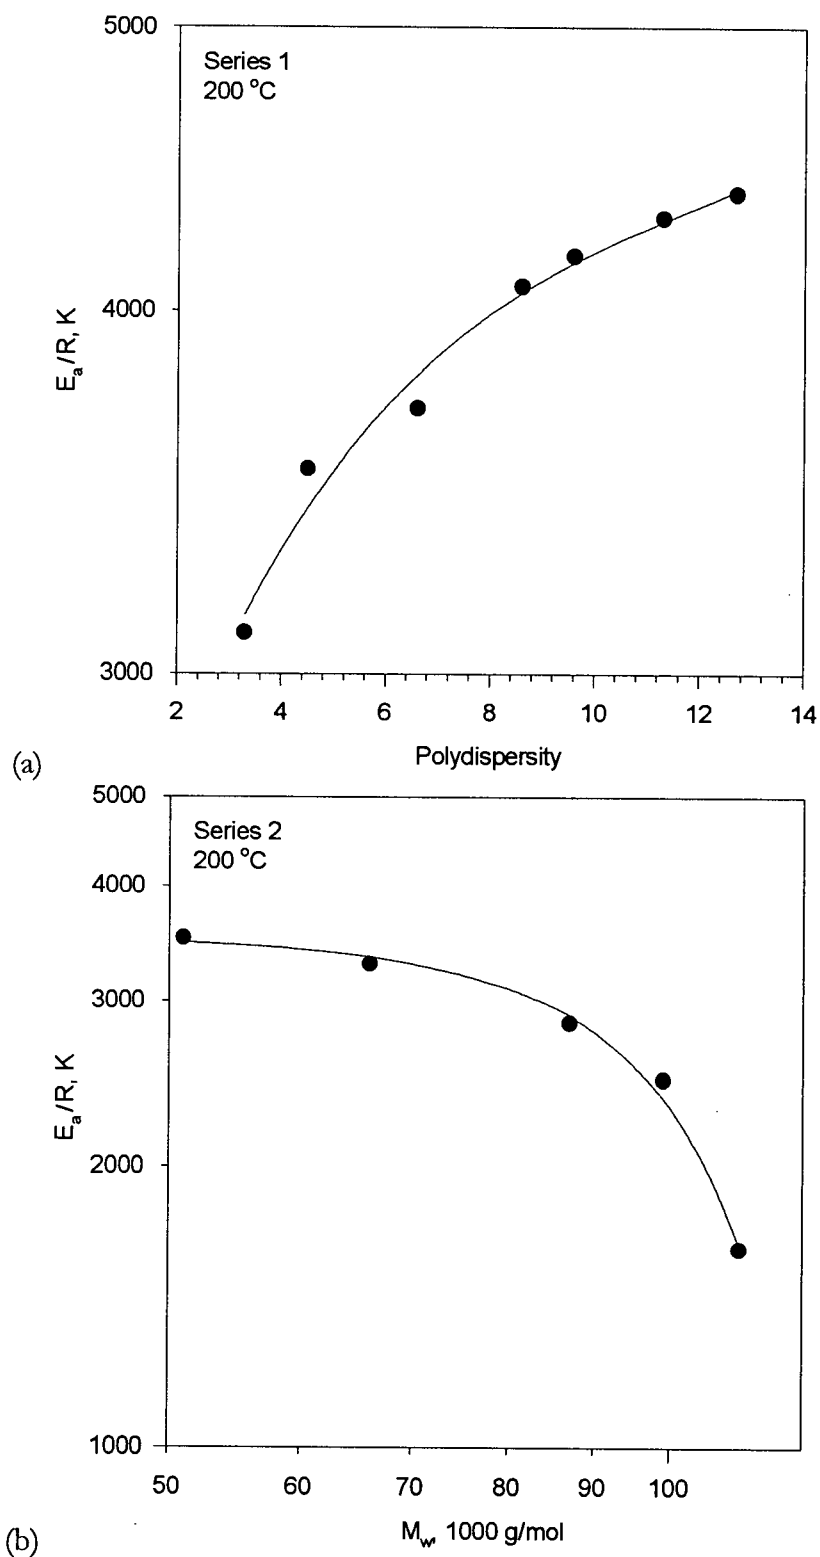 5000
Series 1
200 °C
4000
Eₐ/R, K
3000
2 4 6 8 10 12 14
Polydispersity
(a)
5000
Series 2
200 °C
4000
3000
Eₐ/R, K
2000
1000
50 60 70 80 90 100
M_w, 1000 g/mol
(b)